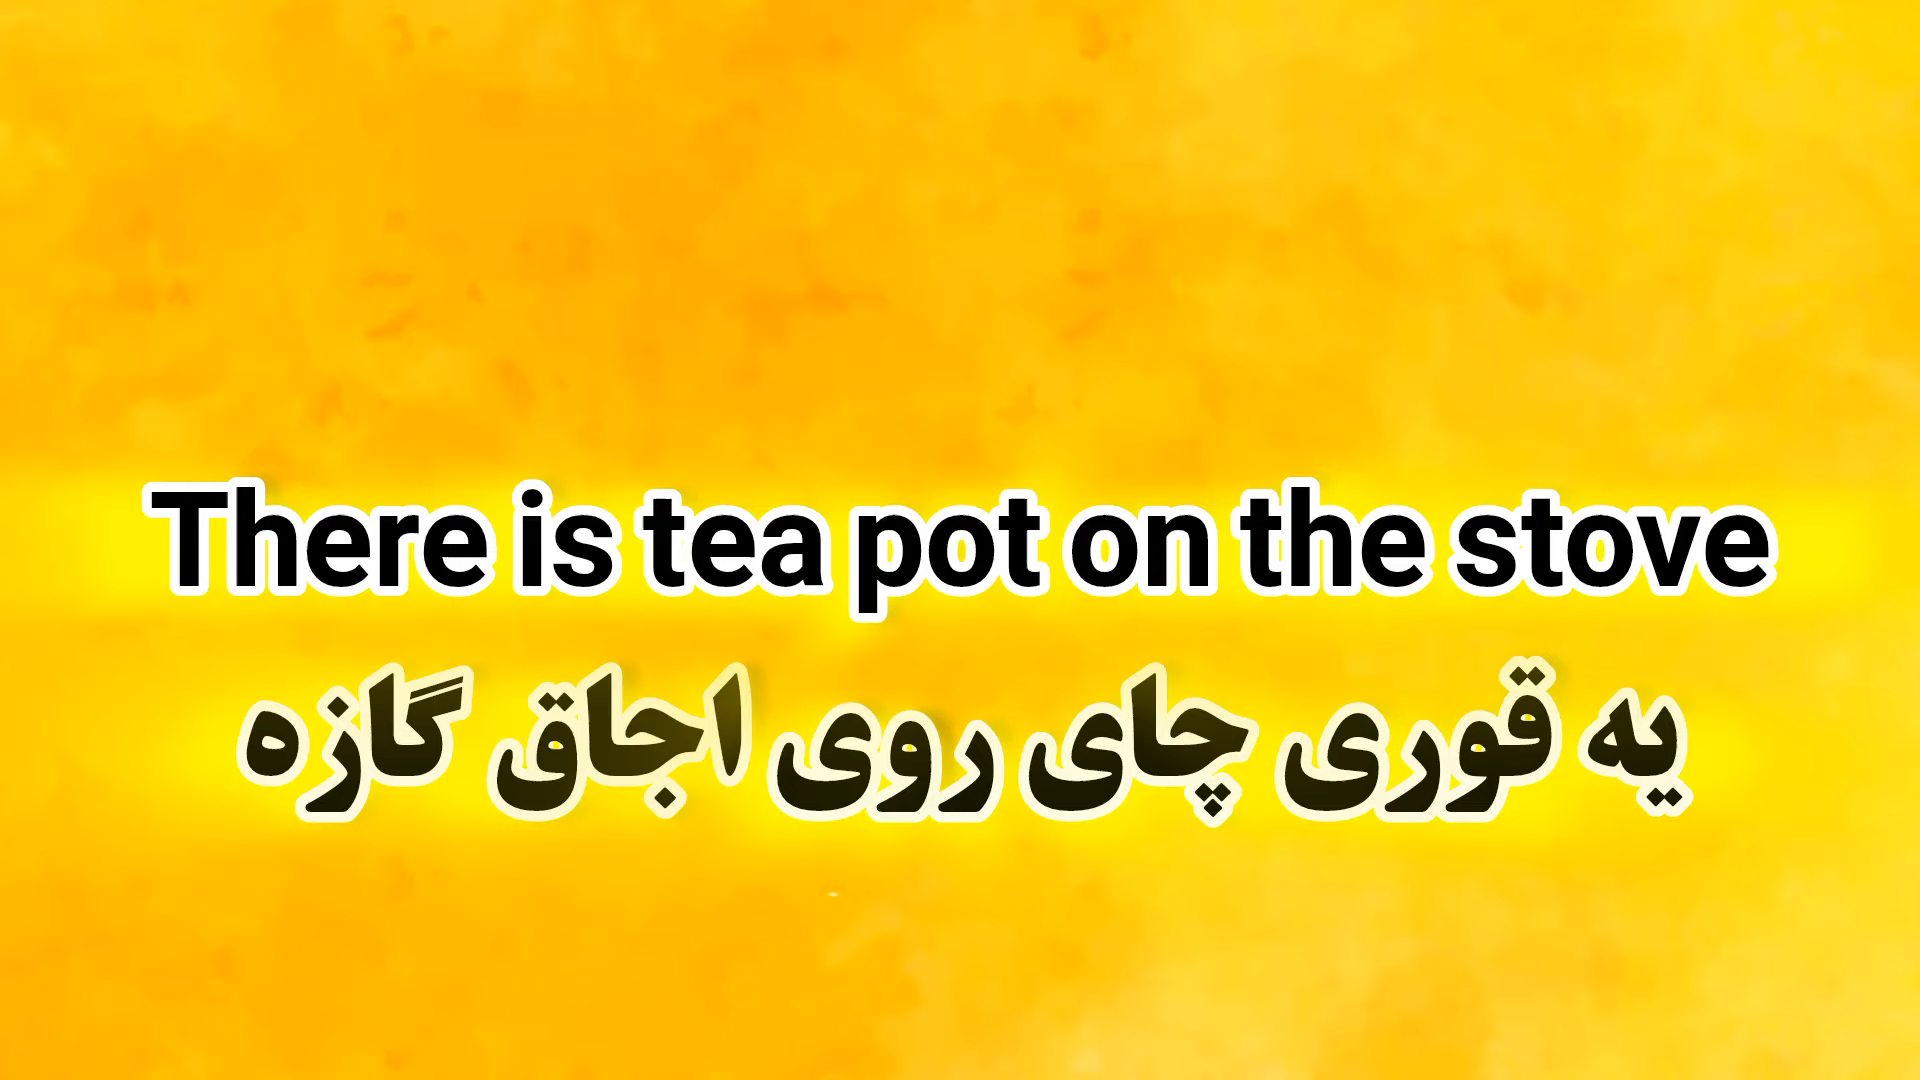 There is tea pot on the stove
یه قوری چای روی اجاق گازه